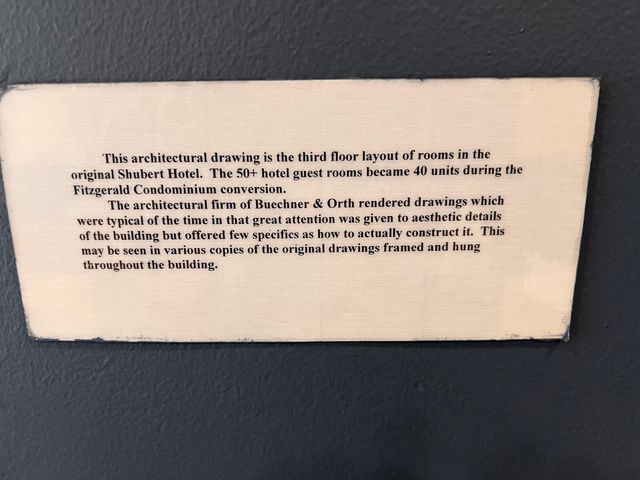 This architectural drawing is the third floor layout of rooms in the
original Shubert Hotel. The 50+ hotel guest rooms became 40 units during the
Fitzgerald Condominium conversion.
The architectural firm of Buechner & Orth rendered drawings which
were typical of the time in that great attention was given to aesthetic details
of the building but offered few specifics as how to actually construct it. This
may be seen in various copies of the original drawings framed and hung
throughout the building.